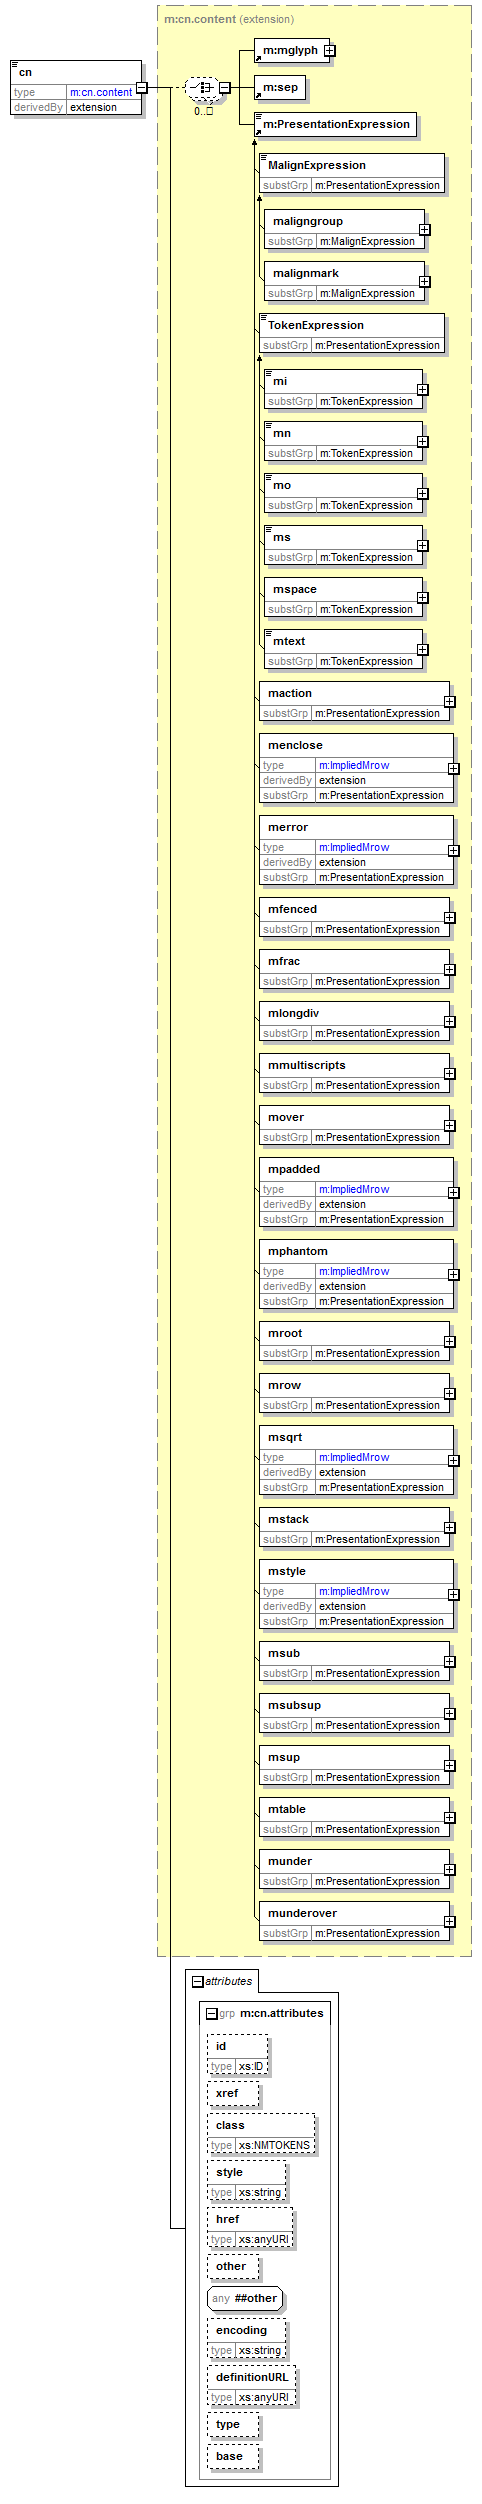 m:cn.content (extension)
m:mglyph
cn
type m:cn.content
derivedBy extension
m:sep
0..□
m:PresentationExpression
MalignExpression
substGrp m:PresentationExpression
maligngroup
substGrp m:MalignExpression
malignmark
substGrp m:MalignExpression
TokenExpression
substGrp m:PresentationExpression
mi
substGrp m:TokenExpression
mn
substGrp m:TokenExpression
mo
substGrp m:TokenExpression
ms
substGrp m:TokenExpression
mspace
substGrp m:TokenExpression
mtext
substGrp m:TokenExpression
maction
substGrp m:PresentationExpression
menclose
type m:ImpliedMrow
derivedBy extension
substGrp m:PresentationExpression
merror
type m:ImpliedMrow
derivedBy extension
substGrp m:PresentationExpression
mfenced
substGrp m:PresentationExpression
mfrac
substGrp m:PresentationExpression
mlongdiv
substGrp m:PresentationExpression
mmultiscripts
substGrp m:PresentationExpression
mover
substGrp m:PresentationExpression
mpadded
type m:ImpliedMrow
derivedBy extension
substGrp m:PresentationExpression
mphantom
type m:ImpliedMrow
derivedBy extension
substGrp m:PresentationExpression
mroot
substGrp m:PresentationExpression
mrow
substGrp m:PresentationExpression
msqrt
type m:ImpliedMrow
derivedBy extension
substGrp m:PresentationExpression
mstack
substGrp m:PresentationExpression
mstyle
type m:ImpliedMrow
derivedBy extension
substGrp m:PresentationExpression
msub
substGrp m:PresentationExpression
msubsup
substGrp m:PresentationExpression
msup
substGrp m:PresentationExpression
mtable
substGrp m:PresentationExpression
munder
substGrp m:PresentationExpression
munderover
substGrp m:PresentationExpression
attributes
grp m:cn.attributes
id
type xs:ID
xref
class
type xs:NMTOKENS
style
type xs:string
href
type xs:anyURI
other
any ##other
encoding
type xs:string
definitionURL
type xs:anyURI
type
base